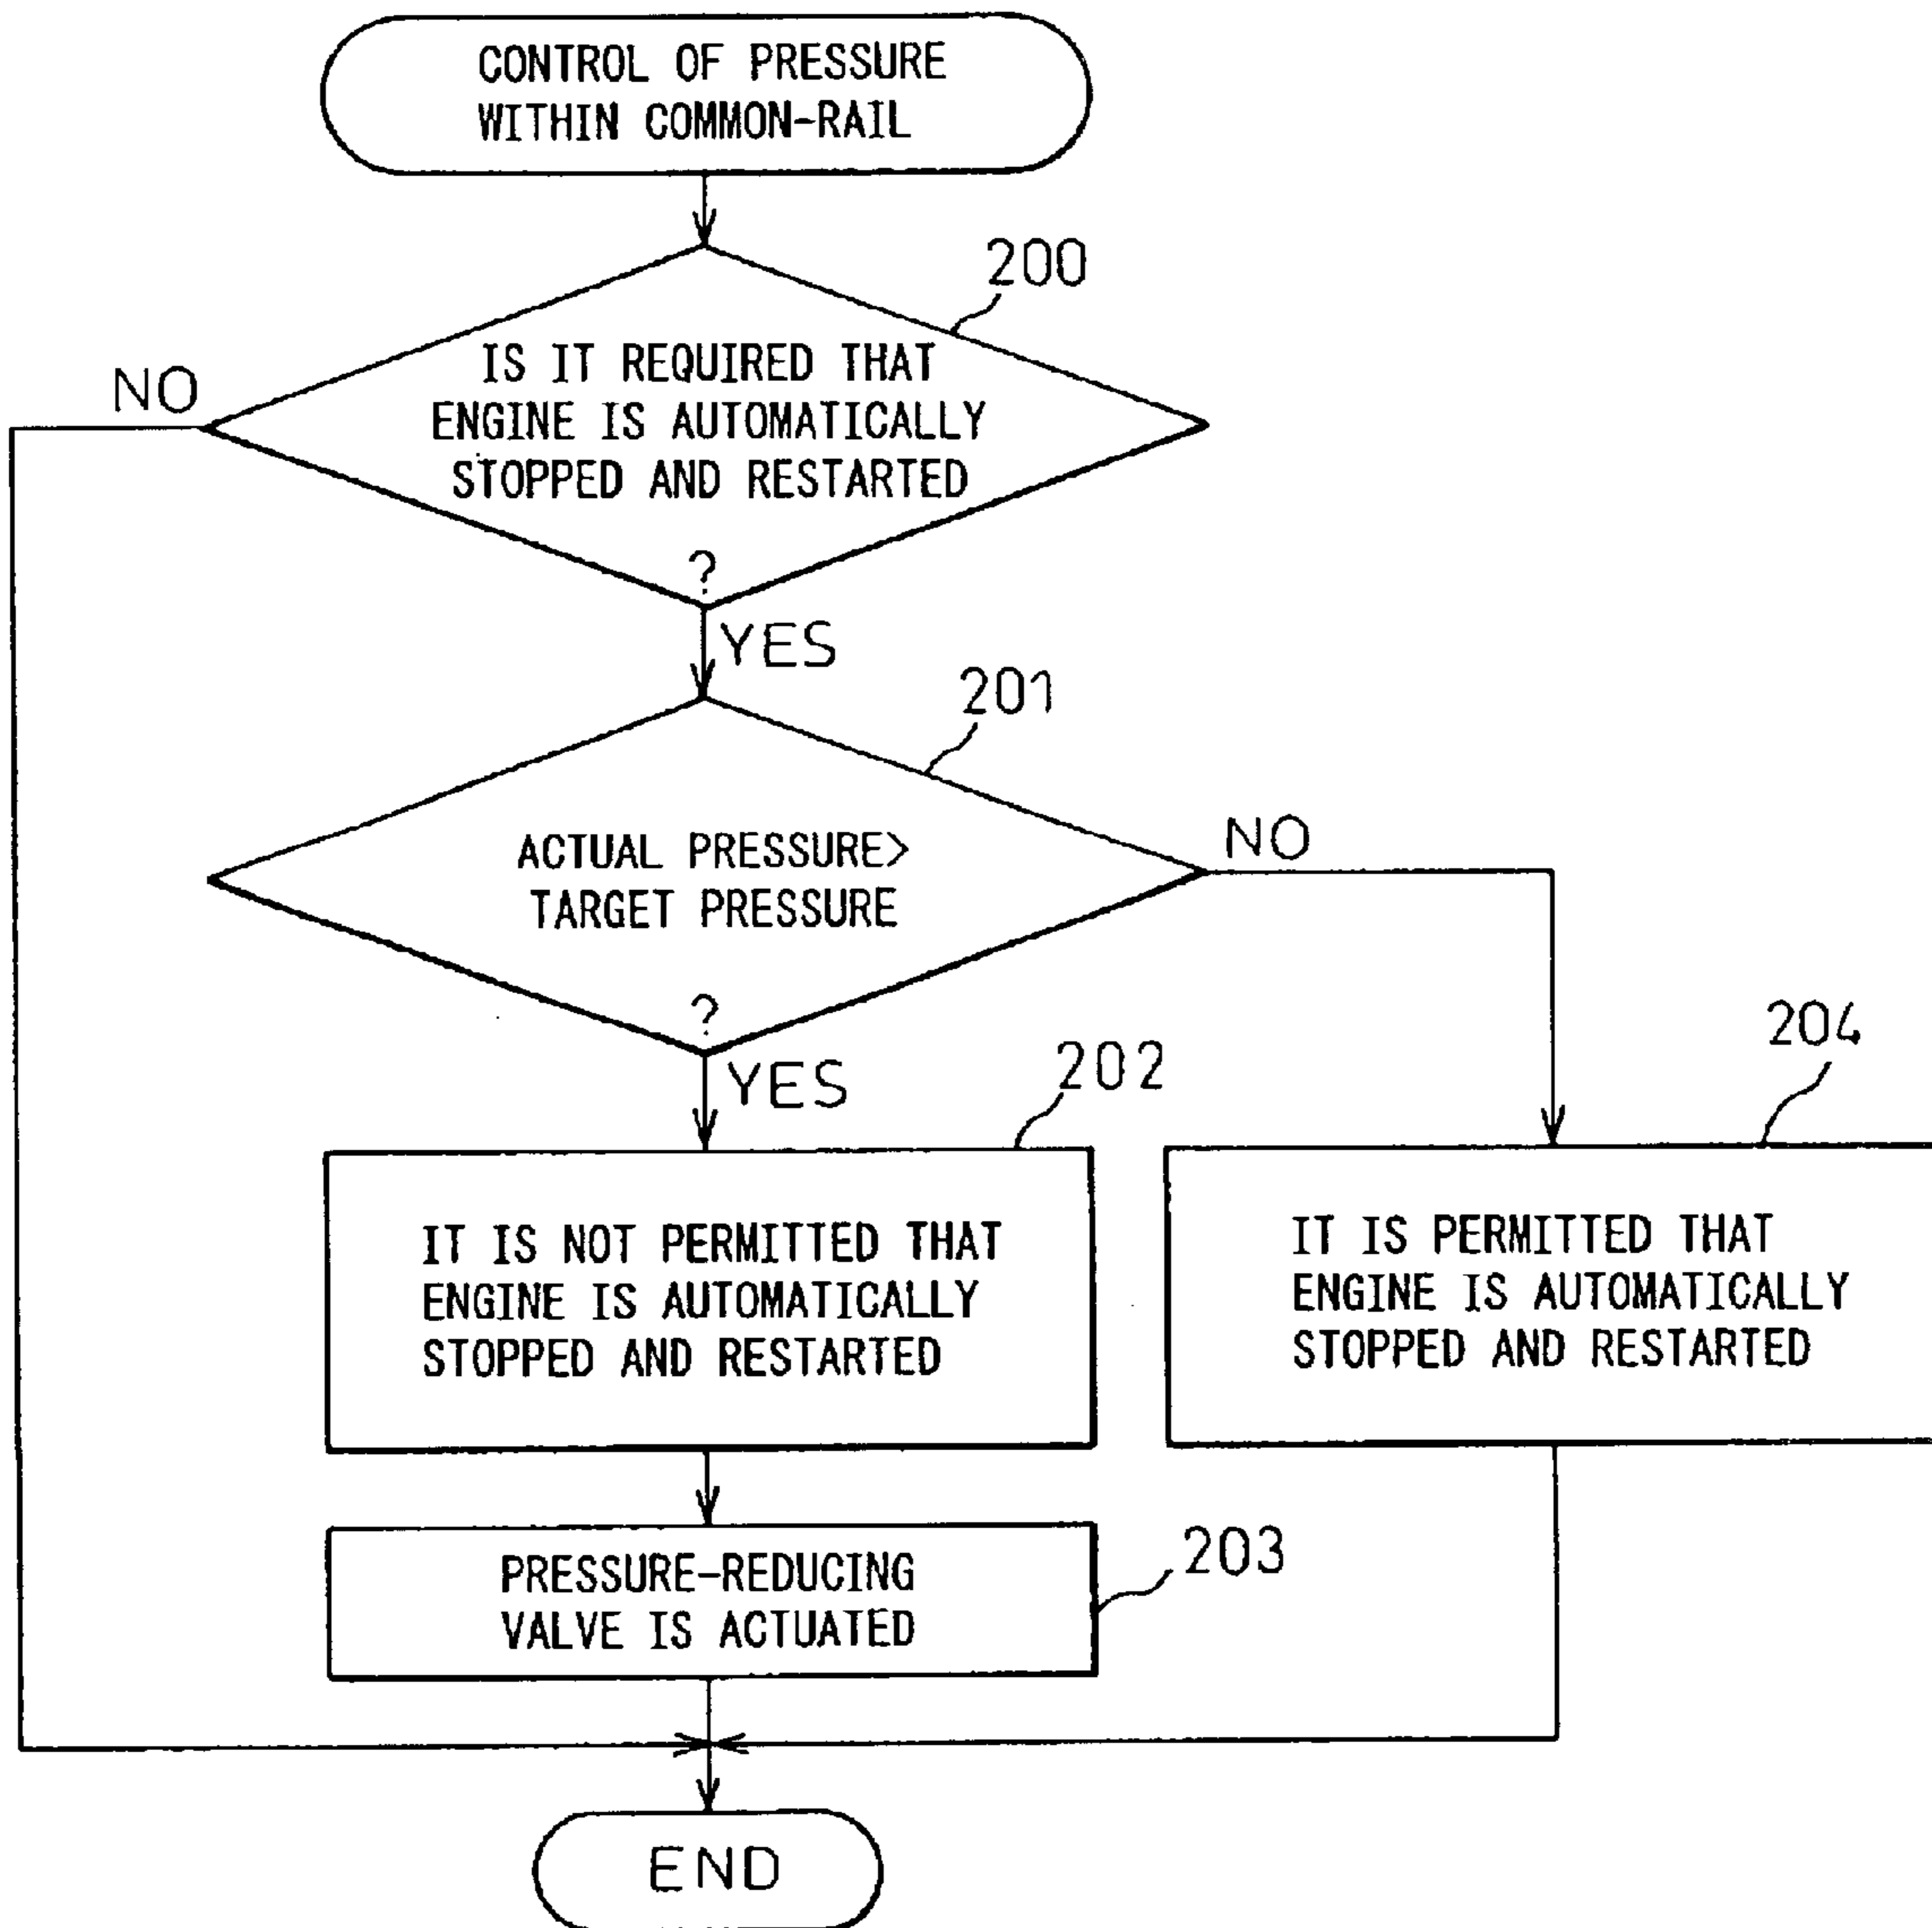 CONTROL OF PRESSURE
WITHIN COMMON-RAIL
200
IS IT REQUIRED THAT
ENGINE IS AUTOMATICALLY
STOPPED AND RESTARTED
?
NO
YES
201
ACTUAL PRESSURE>
TARGET PRESSURE
?
NO
YES
202
IT IS NOT PERMITTED THAT
ENGINE IS AUTOMATICALLY
STOPPED AND RESTARTED
204
IT IS PERMITTED THAT
ENGINE IS AUTOMATICALLY
STOPPED AND RESTARTED
PRESSURE-REDUCING
VALVE IS ACTUATED
203
END